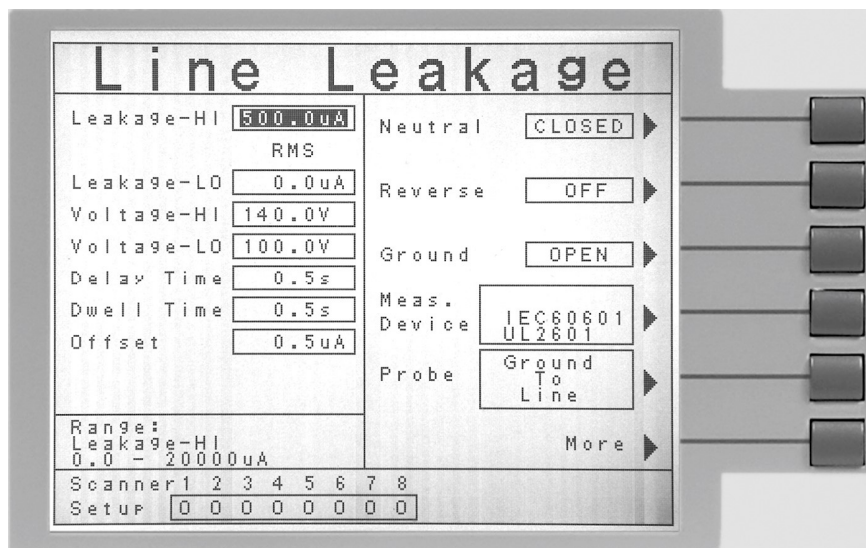 Line Leakage
Leakage-HI 500.0uA
RMS
Leakage-LO 0.0uA
Voltage-HI 140.0V
Voltage-LO 100.0V
Delay Time 0.5s
Dwell Time 0.5s
Offset 0.5uA
Neutral CLOSED
Reverse OFF
Ground OPEN
Meas.
Device IEC60601
UL2601
Probe Ground
To
Line
More
Range:
Leakage-HI
0.0 - 20000uA
Scanner 1 2 3 4 5 6 7 8
Setup 0 0 0 0 0 0 0 0